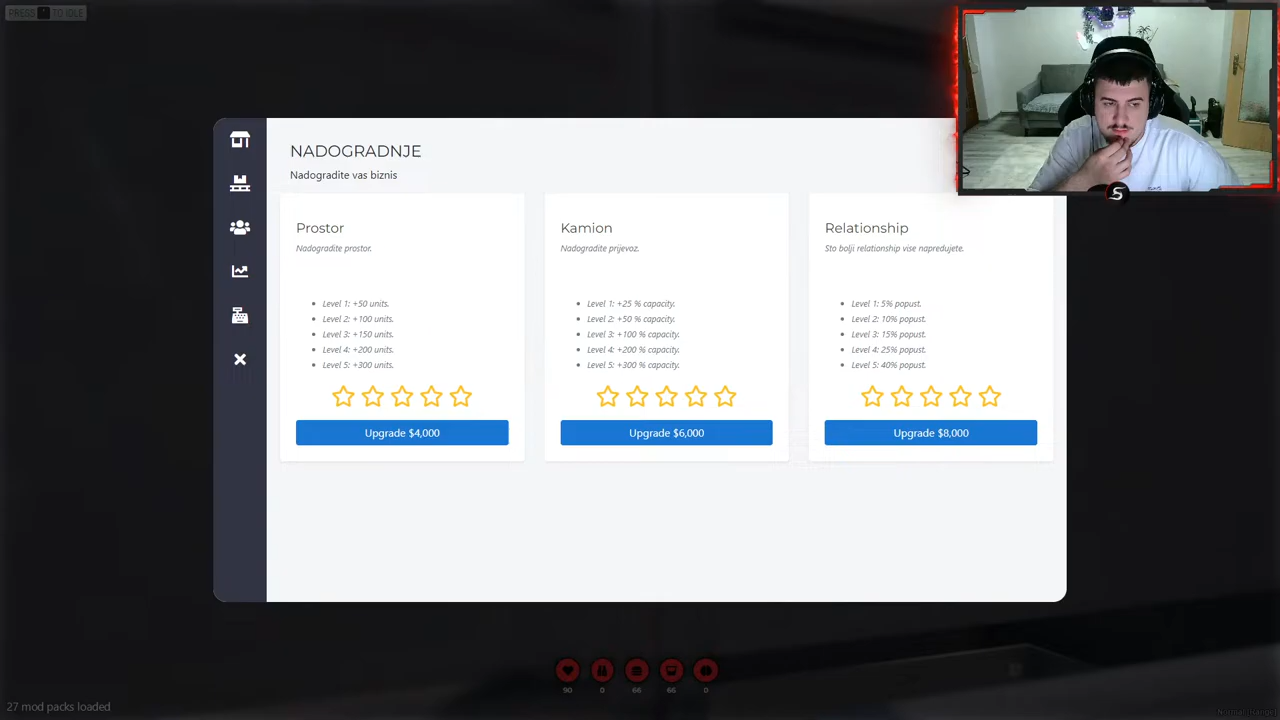 PRESS TO IDLE
NADOGRADNJE
Nadogradite vas biznis
Prostor
Nadogradite prostor.
Level 1: +50 units.
Level 2: +100 units.
Level 3: +150 units.
Level 4: +200 units.
Level 5: +300 units.
Upgrade $4,000
Kamion
Nadogradite prijevoz.
Level 1: +25 % capacity.
Level 2: +50 % capacity.
Level 3: +100 % capacity.
Level 4: +200 % capacity.
Level 5: +300 % capacity.
Upgrade $6,000
Relationship
Sto bolji relationship vise napredujete.
Level 1: 5% popust.
Level 2: 10% popust.
Level 3: 15% popust.
Level 4: 25% popust.
Level 5: 40% popust.
Upgrade $8,000
S
90
0
66
66
0
27 mod packs loaded